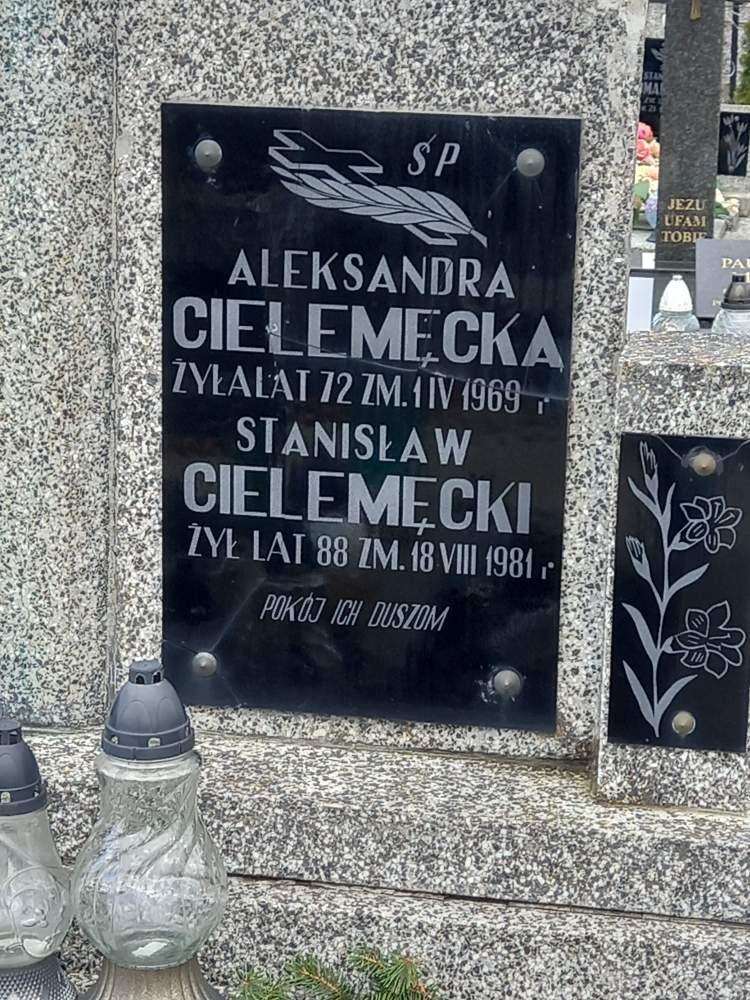 ŚP
ALEKSANDRA
CIELEMĘCKA
ŻYŁA LAT 72 ZM. 1 IV 1969 r
STANISŁAW
CIELEMĘCKI
ŻYŁ LAT 88 ZM. 18 VIII 1981 r
POKÓJ ICH DUSZOM
JEZU
UFAM
TOBIE